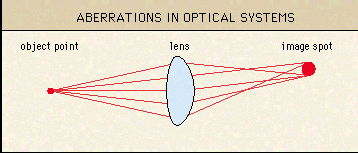 ABERRATIONS IN OPTICAL SYSTEMS
object point lens image spot